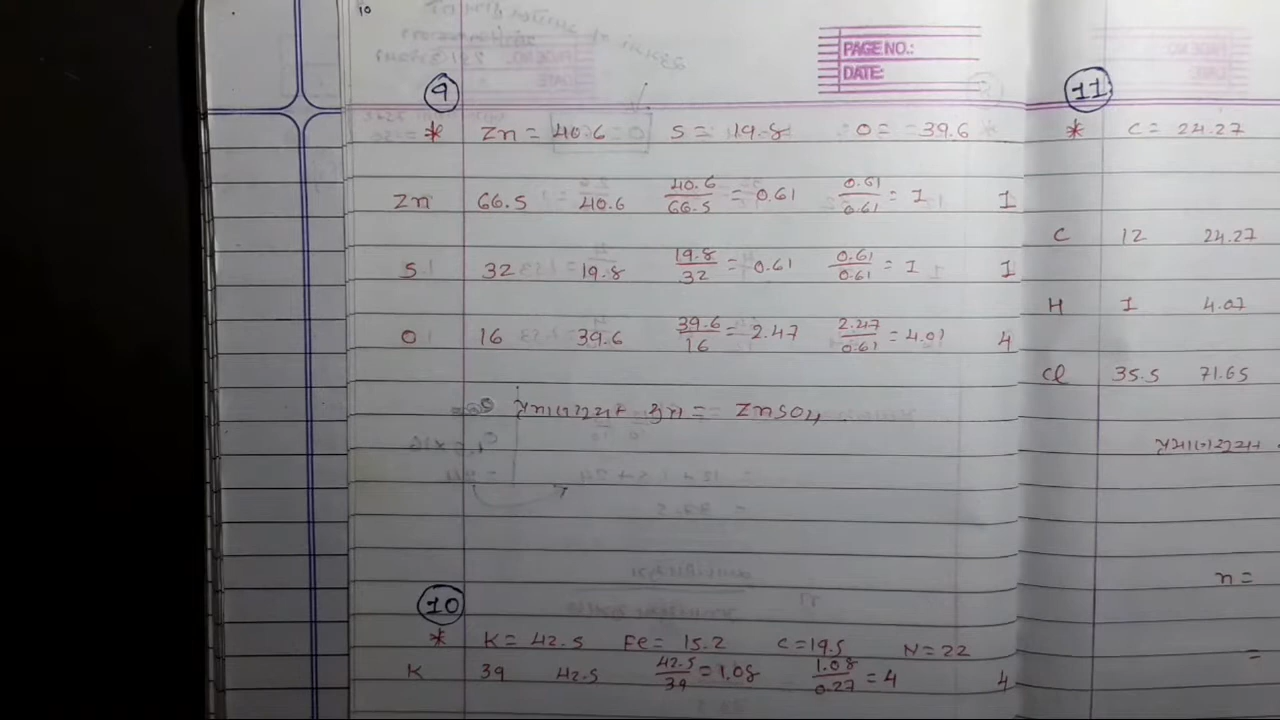 10
PAGE NO.:
DATE:
9
* Zn = 40.6 S = 19.8 O = 39.6
Zn 66.5 40.6 40.6/66.5 = 0.61 0.61/0.61 = 1 1
S 32 19.8 19.8/32 = 0.61 0.61/0.61 = 1 1
O 16 39.6 39.6/16 = 2.47 2.47/0.61 = 4.01 4
= ZnSO4
10
* K = 42.5 Fe = 15.2 C = 19.5 N = 22
K 39 42.5 42.5/39 = 1.08 1.08/0.27 = 4 4
11
* C = 24.27
C 12 24.27
H 1 4.07
Cl 35.5 71.65
n =
=